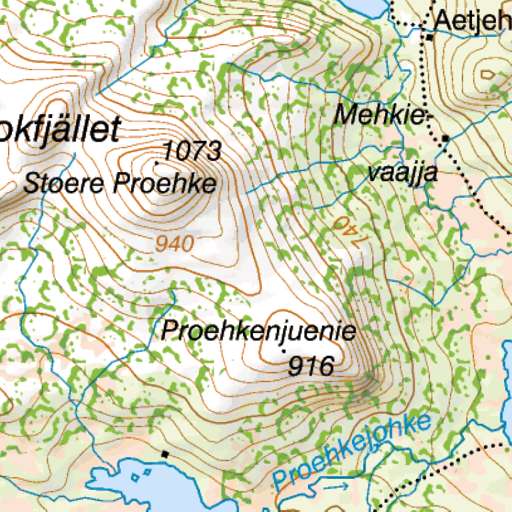 Aetjeh
Mehkie-
vaajja
okfjället
1073
Stoere Proehke
740
940
Proehkenjuenie
916
Proehkejohke